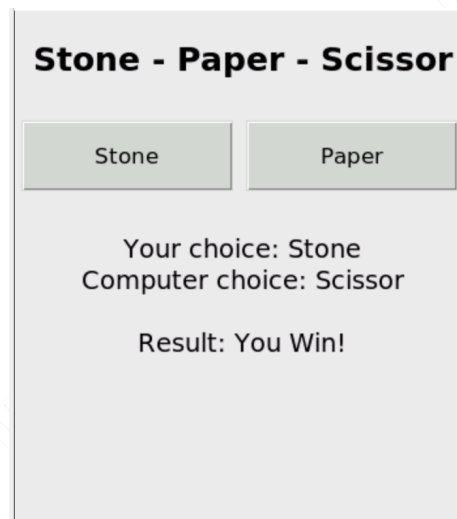 Stone - Paper - Scissor
Stone Paper
Your choice: Stone
Computer choice: Scissor
Result: You Win!